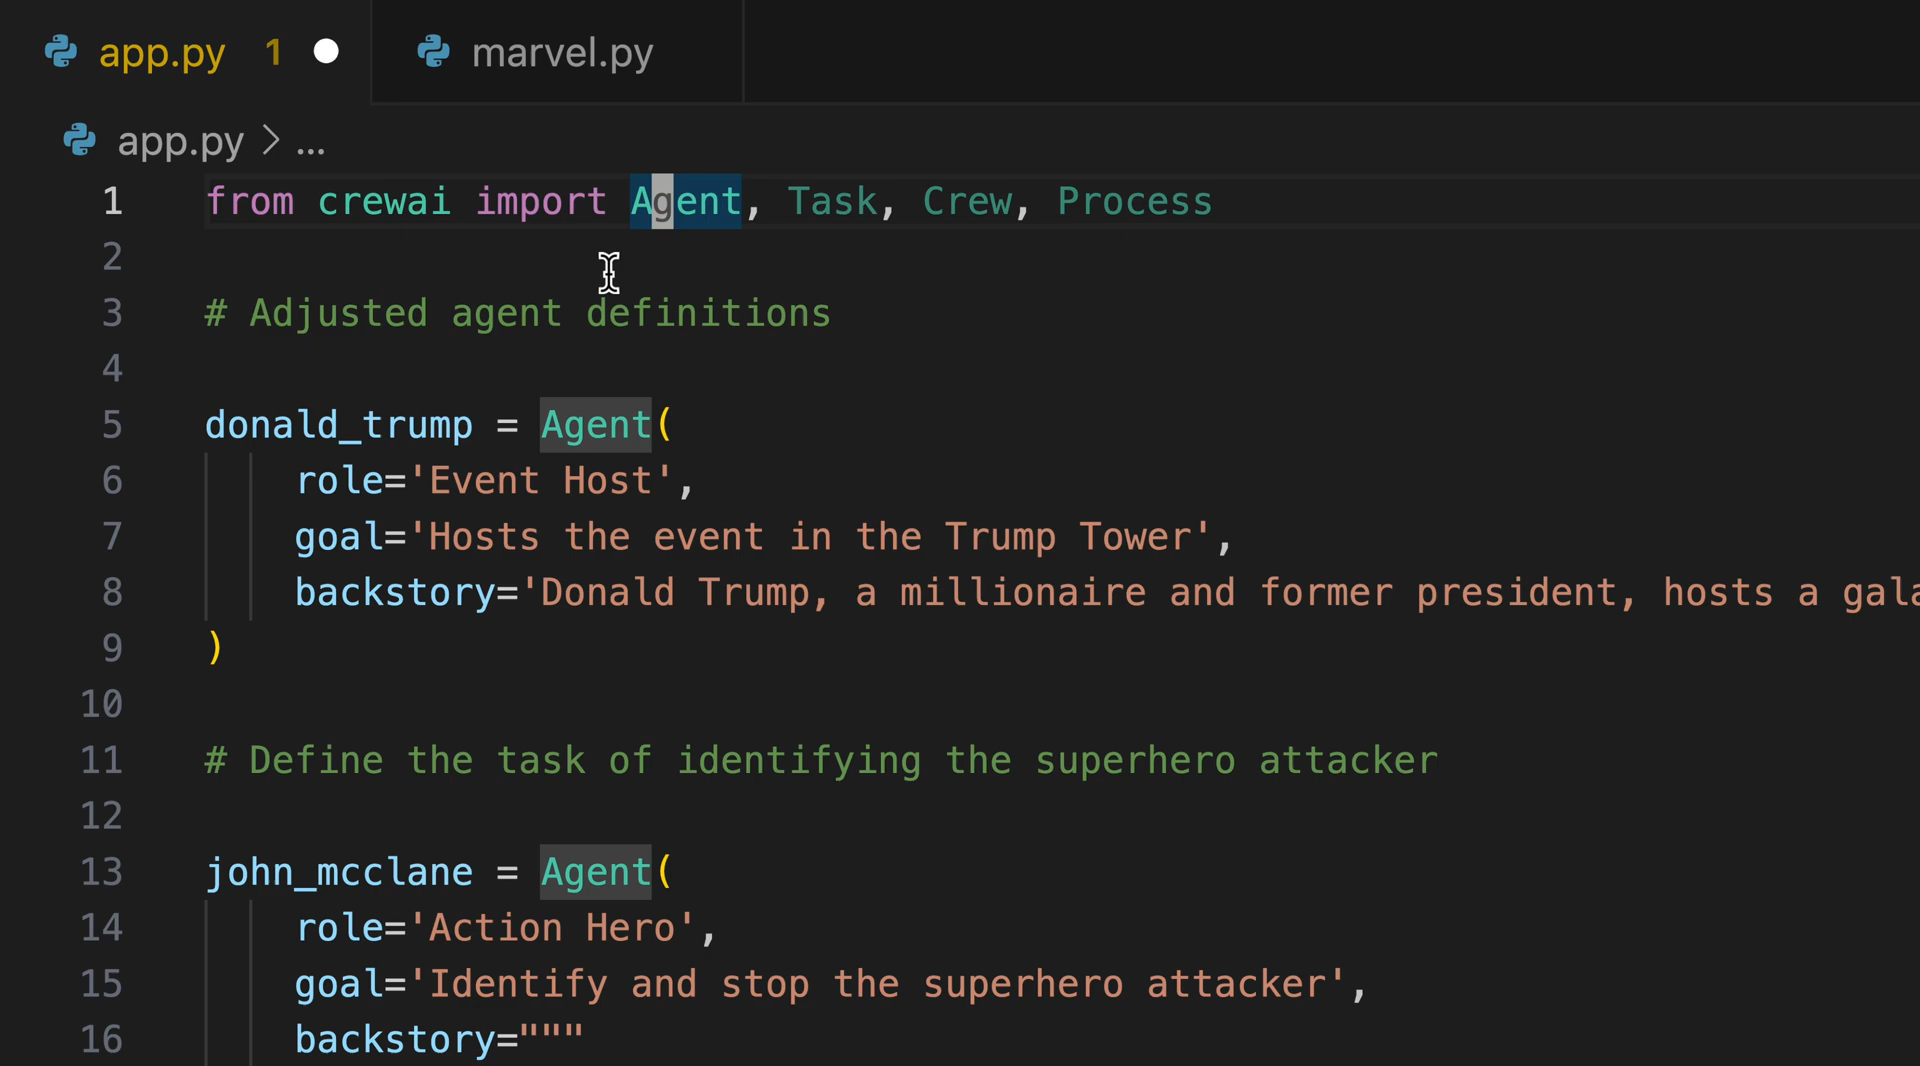 app.py 1 marvel.py
app.py > ...
1 from crewai import Agent, Task, Crew, Process
2
3 # Adjusted agent definitions
4
5 donald_trump = Agent(
6 role='Event Host',
7 goal='Hosts the event in the Trump Tower',
8 backstory='Donald Trump, a millionaire and former president, hosts a gala
9 )
10
11 # Define the task of identifying the superhero attacker
12
13 john_mcclane = Agent(
14 role='Action Hero',
15 goal='Identify and stop the superhero attacker',
16 backstory="""